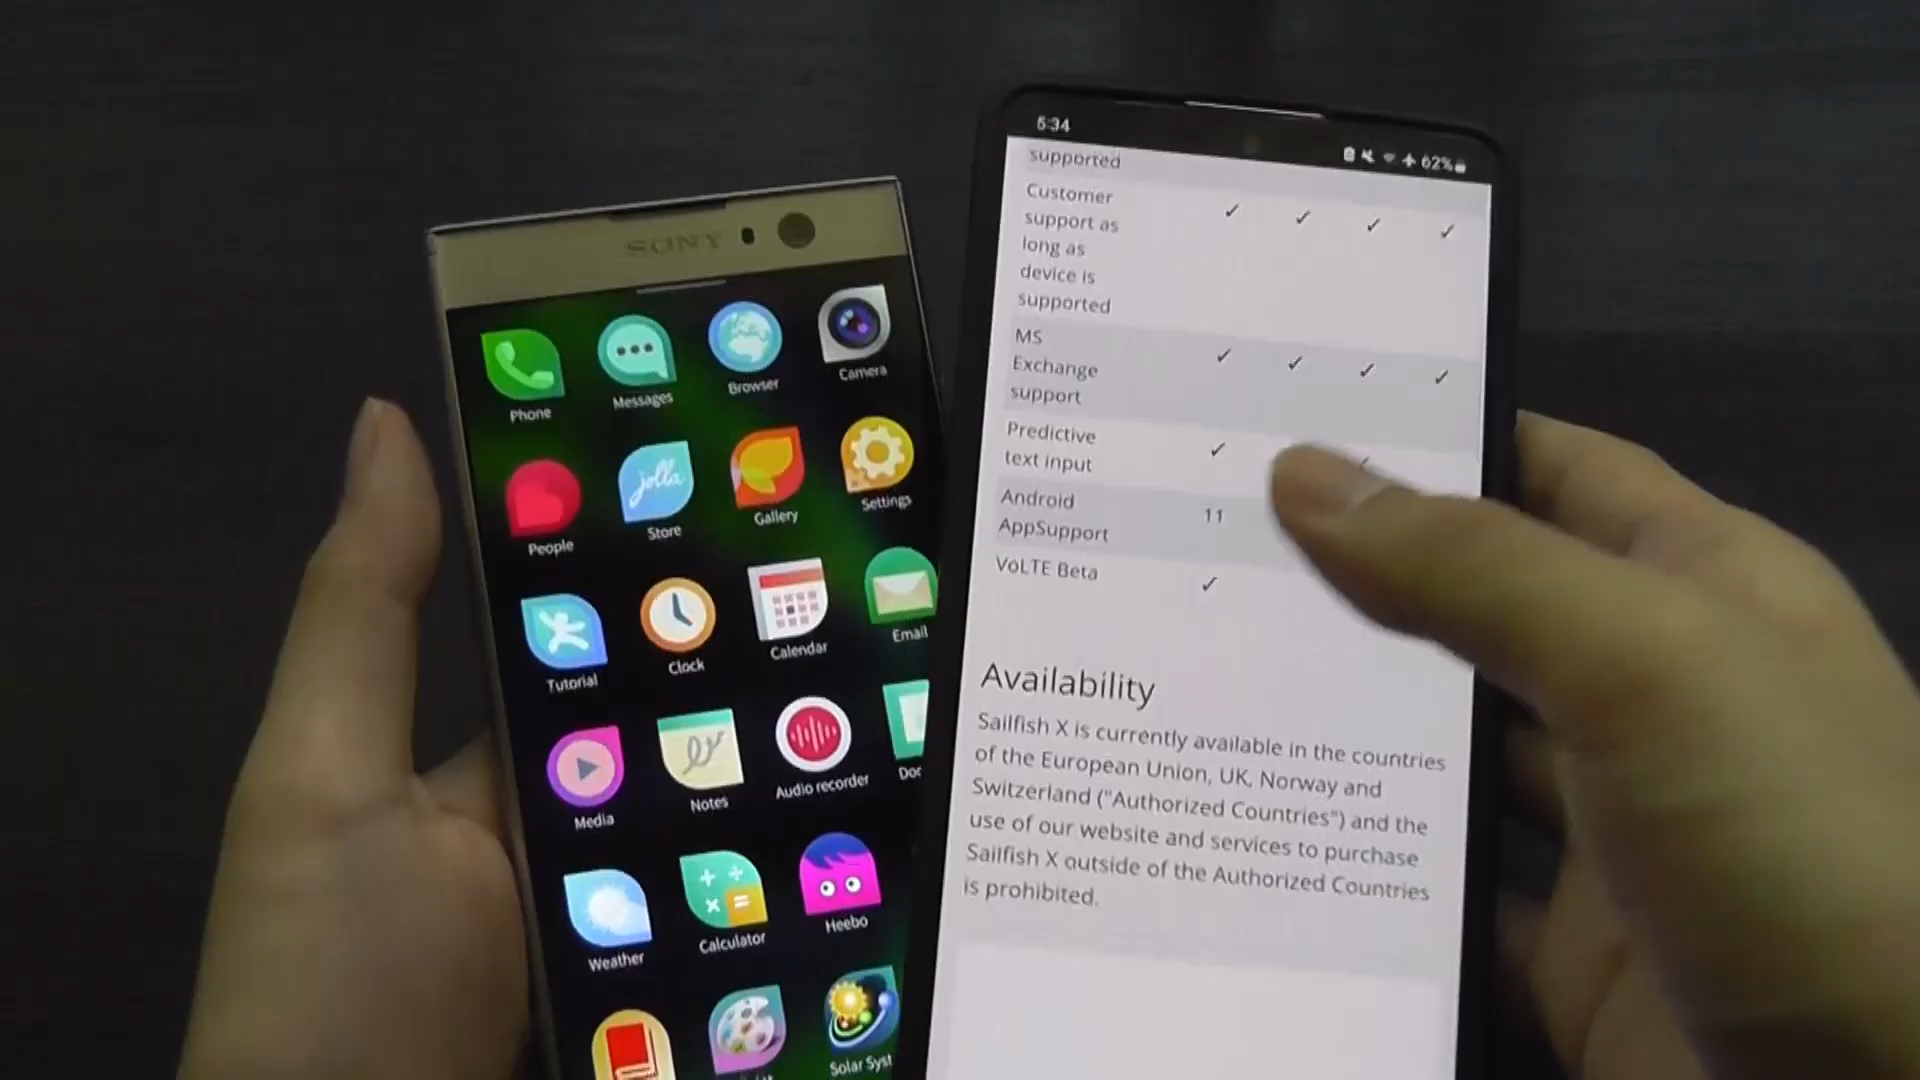 SONY
Phone
Messages
Browser
Camera
People
jolla
Store
Gallery
Settings
Tutorial
Clock
Calendar
Email
Media
Notes
Audio recorder
Doc
Weather
Calculator
Heebo
Solar Syst
5:34
62%
supported
Customer
support as
long as
device is
supported
✓ ✓ ✓ ✓
MS
Exchange
support
✓ ✓ ✓ ✓
Predictive
text input
✓
Android
AppSupport
11
VoLTE Beta
✓
Availability
Sailfish X is currently available in the countries
of the European Union, UK, Norway and
Switzerland ("Authorized Countries") and the
use of our website and services to purchase
Sailfish X outside of the Authorized Countries
is prohibited.